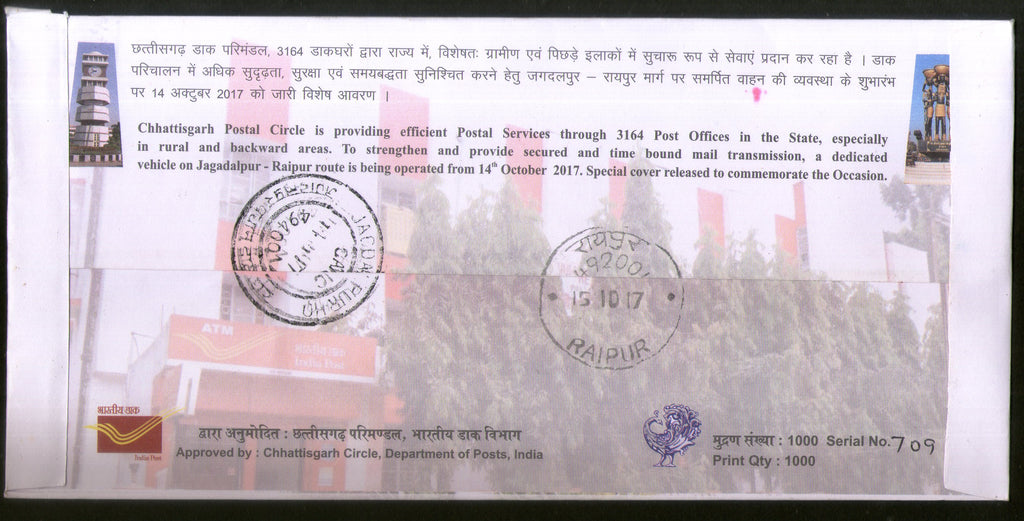 छत्तीसगढ़ डाक परिमंडल, 3164 डाकघरों द्वारा राज्य में, विशेषतः ग्रामीण एवं पिछड़े इलाकों में सुचारू रूप से सेवाएं प्रदान कर रहा है । डाक
परिचालन में अधिक सुदृढ़ता, सुरक्षा एवं समयबद्धता सुनिश्चित करने हेतु जगदलपुर – रायपुर मार्ग पर समर्पित वाहन की व्यवस्था के शुभारंभ
पर 14 अक्टुबर 2017 को जारी विशेष आवरण ।
Chhattisgarh Postal Circle is providing efficient Postal Services through 3164 Post Offices in the State, especially
in rural and backward areas. To strengthen and provide secured and time bound mail transmission, a dedicated
vehicle on Jagadalpur - Raipur route is being operated from 14th October 2017. Special cover released to commemorate the Occasion.
रायपुर
492001
15 10 17
RAIPUR
ATM
भारतीय डाक
India Post
भारतीय डाक
India Post
द्वारा अनुमोदित : छत्तीसगढ़ परिमण्डल, भारतीय डाक विभाग
Approved by : Chhattisgarh Circle, Department of Posts, India
मुद्रण संख्या : 1000 Serial No. 709
Print Qty : 1000